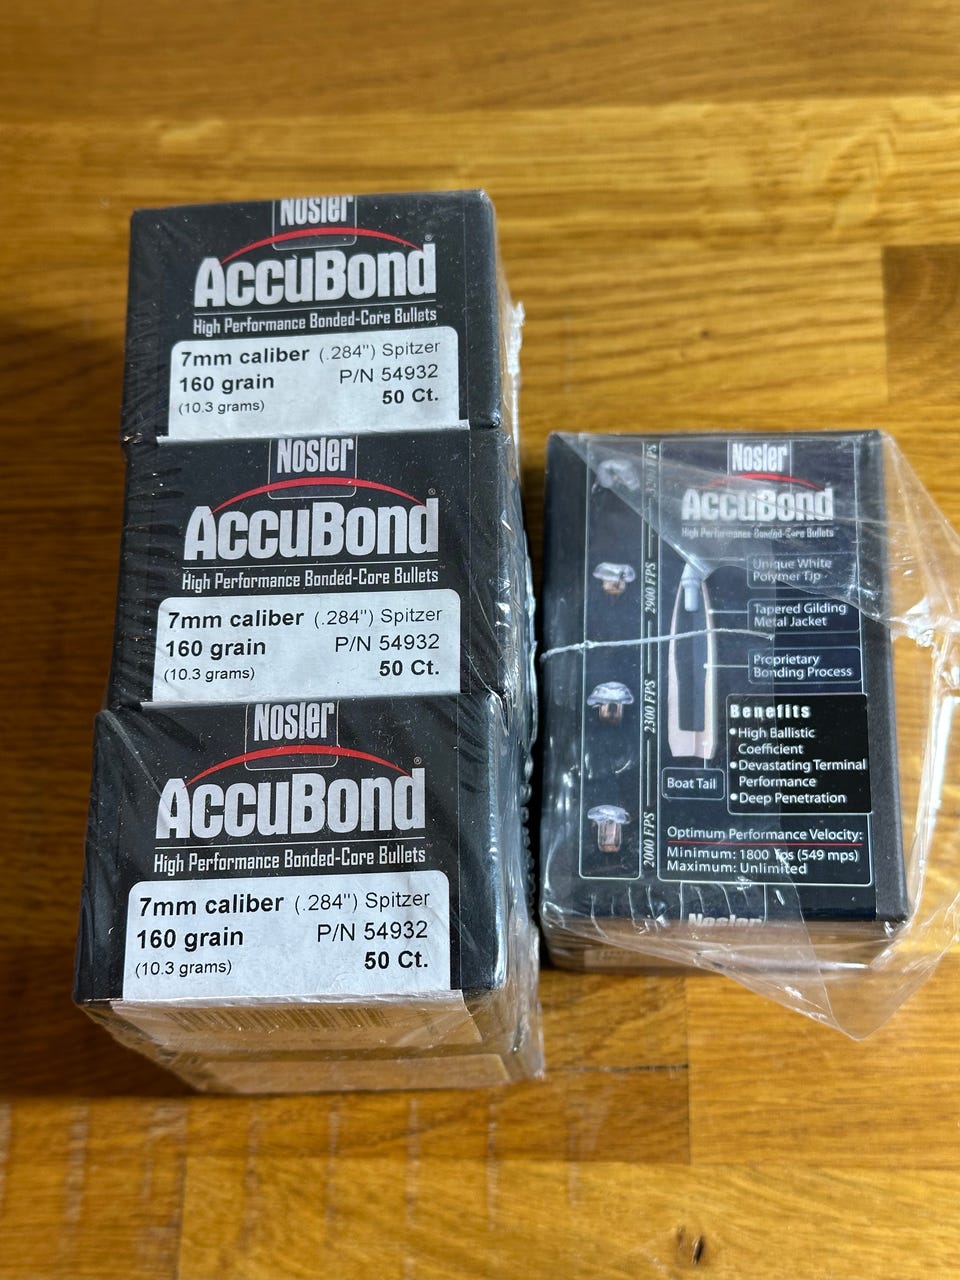 Nosler
AccuBond®
High Performance Bonded-Core Bullets™
7mm caliber (.284") Spitzer
160 grain P/N 54932
(10.3 grams) 50 Ct.
Nosler
AccuBond®
High Performance Bonded-Core Bullets™
7mm caliber (.284") Spitzer
160 grain P/N 54932
(10.3 grams) 50 Ct.
Nosler
AccuBond®
High Performance Bonded-Core Bullets™
7mm caliber (.284") Spitzer
160 grain P/N 54932
(10.3 grams) 50 Ct.
Nosler
AccuBond
High Performance Bonded-Core Bullets
Unique White
Polymer Tip
Tapered Gilding
Metal Jacket
Proprietary
Bonding Process
Benefits
•High Ballistic
Coefficient
•Devastating Terminal
Performance
•Deep Penetration
Boat Tail
Optimum Performance Velocity:
Minimum: 1800 fps (549 mps)
Maximum: Unlimited
FPS
2900 FPS
2300 FPS
2000 FPS
Nosler